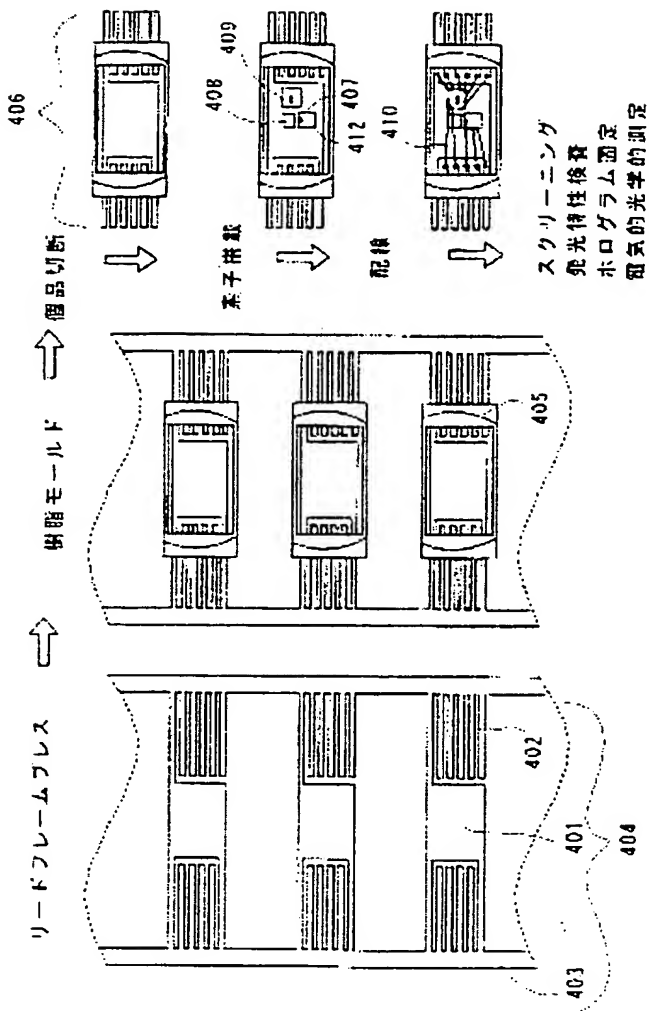 リードフレームプレス
樹脂モールド
個品切断
406
素子搭載
408
409
407
412
配線
410
スクリーニング
発光特性検査
ホログラム固定
電気的光学的測定
405
402
401
404
403